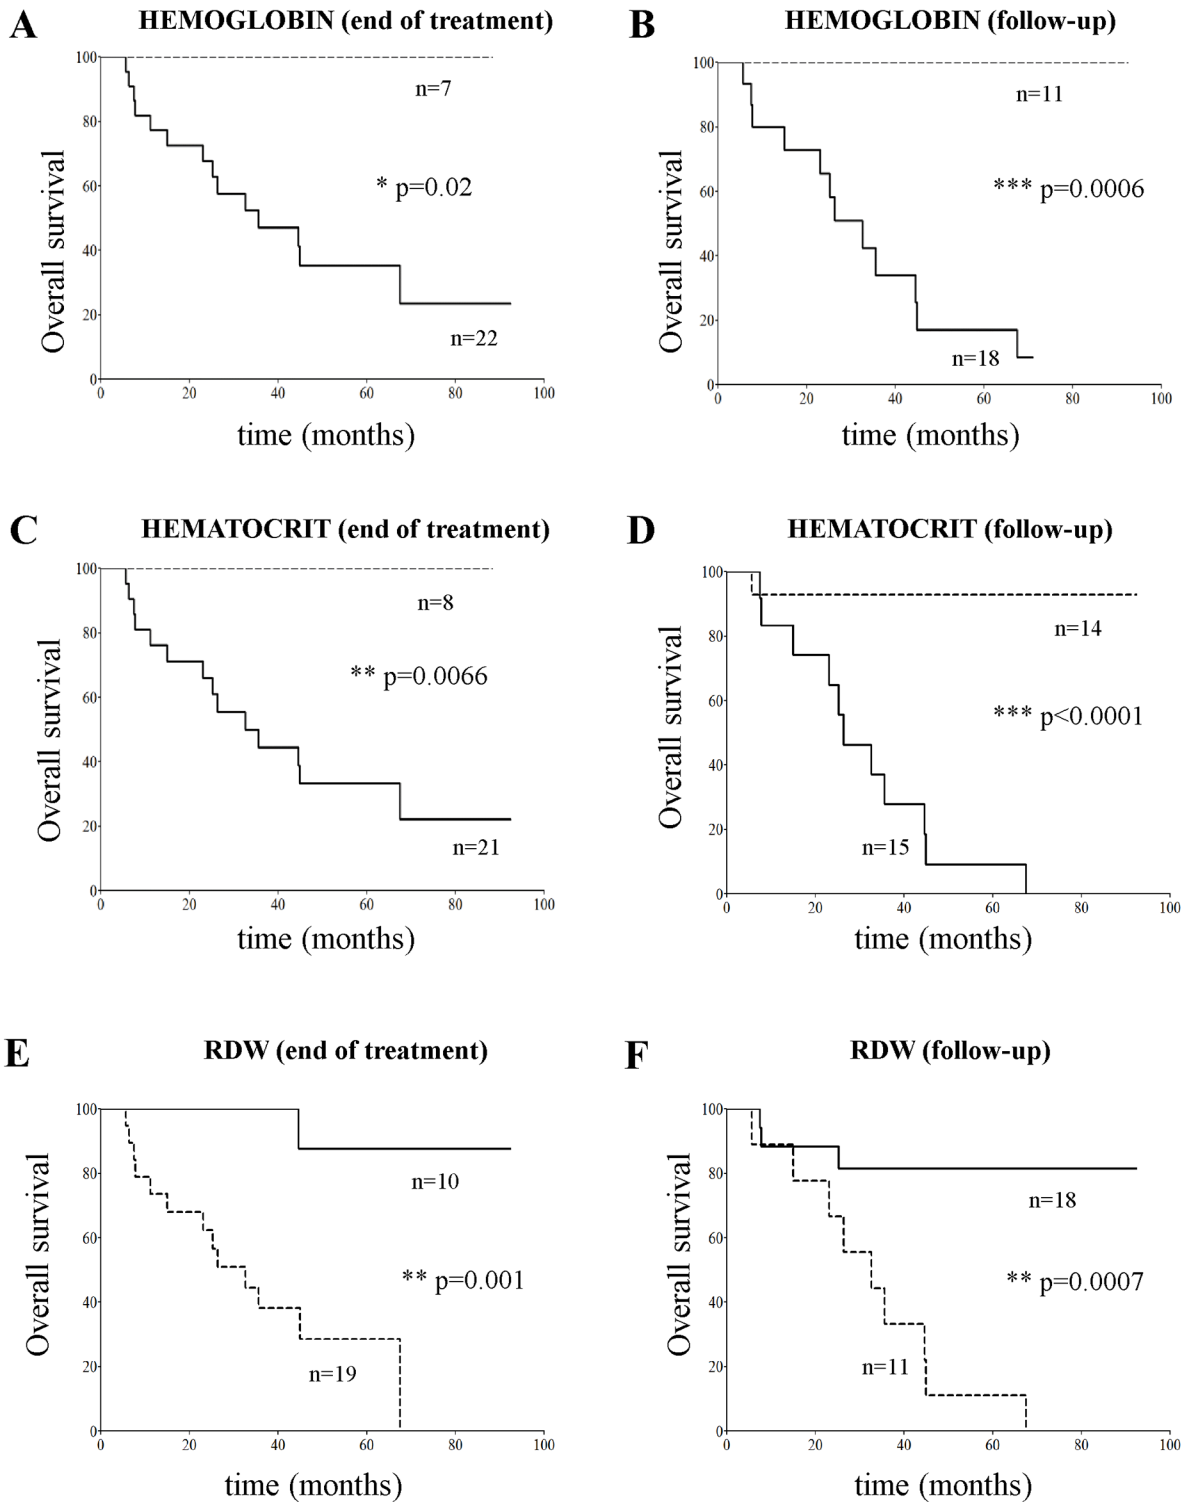 A HEMOGLOBIN (end of treatment)
100
80
60
40
20
0
0 20 40 60 80 100
Overall survival
time (months)
n=7
* p=0.02
n=22
B HEMOGLOBIN (follow-up)
100
80
60
40
20
0
0 20 40 60 80 100
Overall survival
time (months)
n=11
*** p=0.0006
n=18
C HEMATOCRIT (end of treatment)
100
80
60
40
20
0
0 20 40 60 80 100
Overall survival
time (months)
n=8
** p=0.0066
n=21
D HEMATOCRIT (follow-up)
100
80
60
40
20
0
0 20 40 60 80 100
Overall survival
time (months)
n=14
*** p<0.0001
n=15
E RDW (end of treatment)
100
80
60
40
20
0
0 20 40 60 80 100
Overall survival
time (months)
n=10
** p=0.001
n=19
F RDW (follow-up)
100
80
60
40
20
0
0 20 40 60 80 100
Overall survival
time (months)
n=18
** p=0.0007
n=11